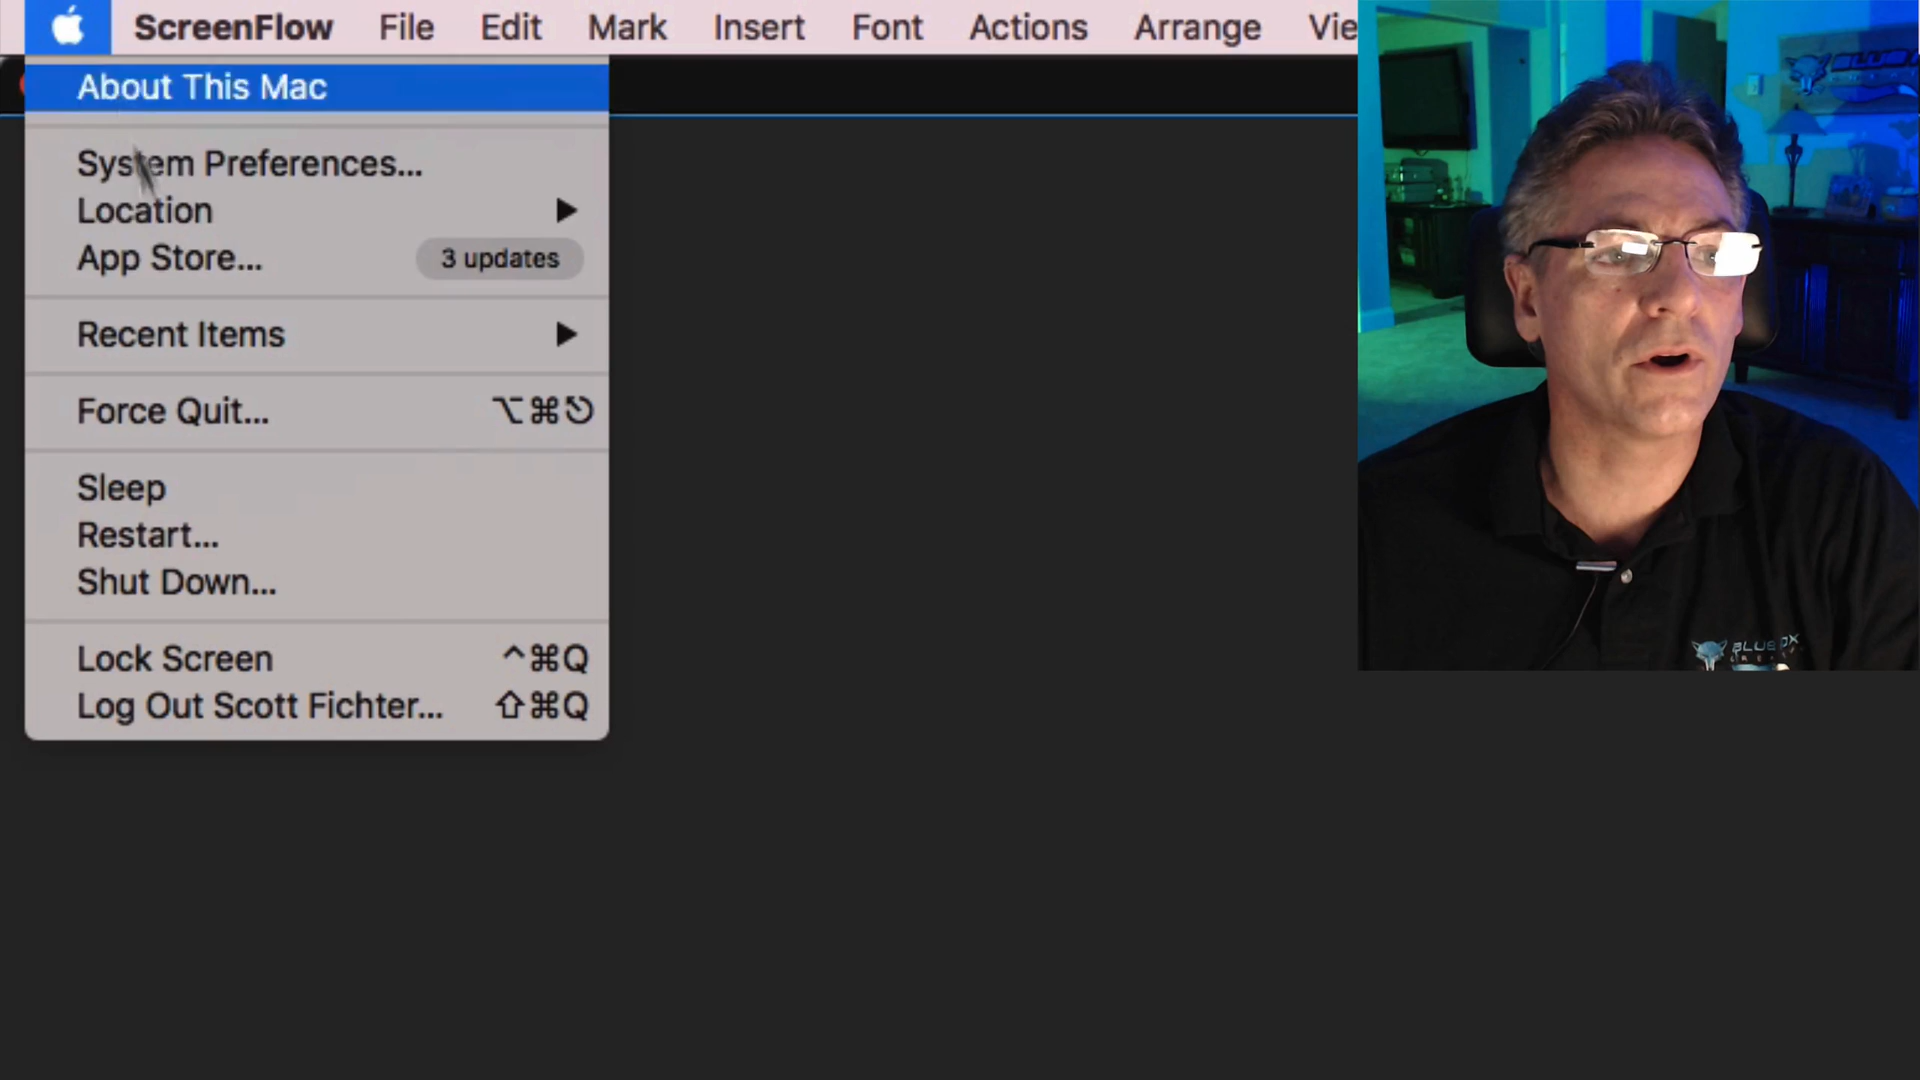 ScreenFlow File Edit Mark Insert Font Actions Arrange Vie
About This Mac
System Preferences...
Location
App Store... 3 updates
Recent Items
Force Quit... ⌥⌘⎋
Sleep
Restart...
Shut Down...
Lock Screen ^⌘Q
Log Out Scott Fichter... ⇧⌘Q